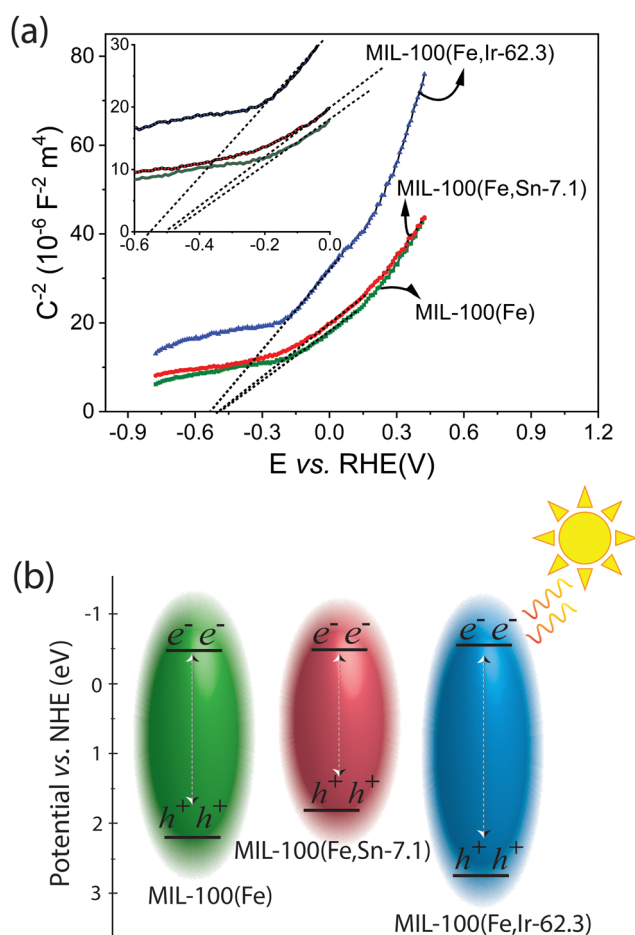 (a)
C⁻² (10⁻⁶ F⁻² m⁴)
80
60
40
20
0
30
20
10
0
-0.6 -0.4 -0.2 0.0
MIL-100(Fe,Ir-62.3)
MIL-100(Fe,Sn-7.1)
MIL-100(Fe)
-0.9 -0.6 -0.3 0.0 0.3 0.6 0.9 1.2
E vs. RHE(V)
(b)
Potential vs. NHE (eV)
-1
0
1
2
3
e⁻ e⁻
e⁻ e⁻
e⁻ e⁻
h⁺ h⁺
h⁺ h⁺
h⁺ h⁺
MIL-100(Fe)
MIL-100(Fe,Sn-7.1)
MIL-100(Fe,Ir-62.3)